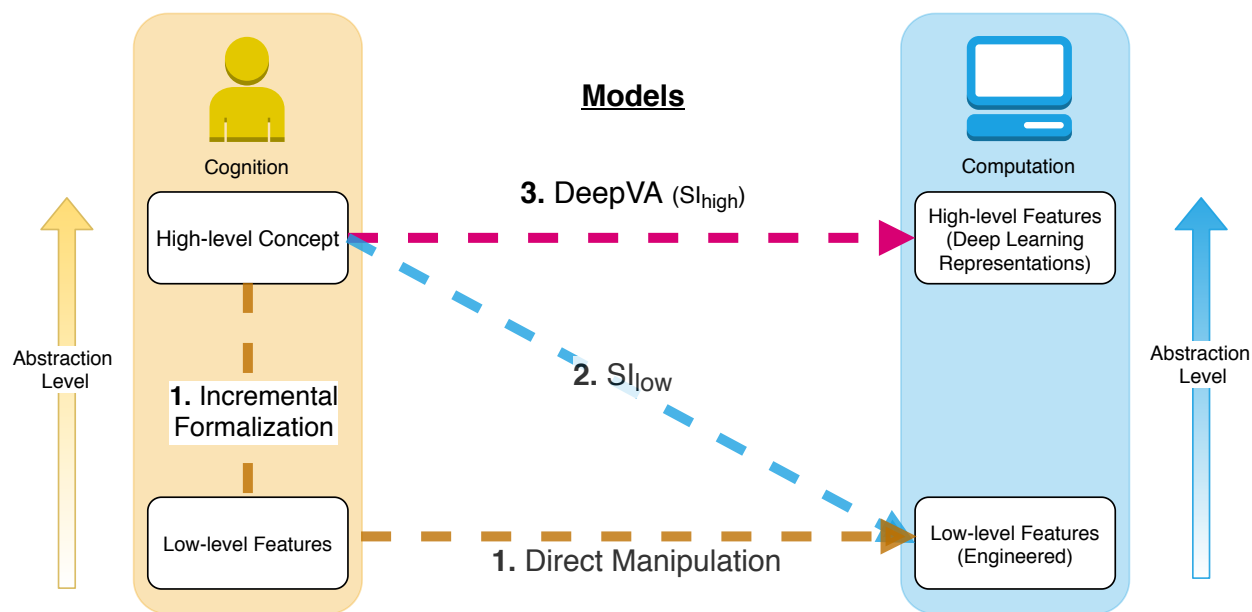 Models
Cognition
Computation
3. DeepVA (SIhigh)
High-level Concept
High-level Features
(Deep Learning
Representations)
Abstraction
Level
2. SIlow
Abstraction
Level
1. Incremental
Formalization
Low-level Features
1. Direct Manipulation
Low-level Features
(Engineered)